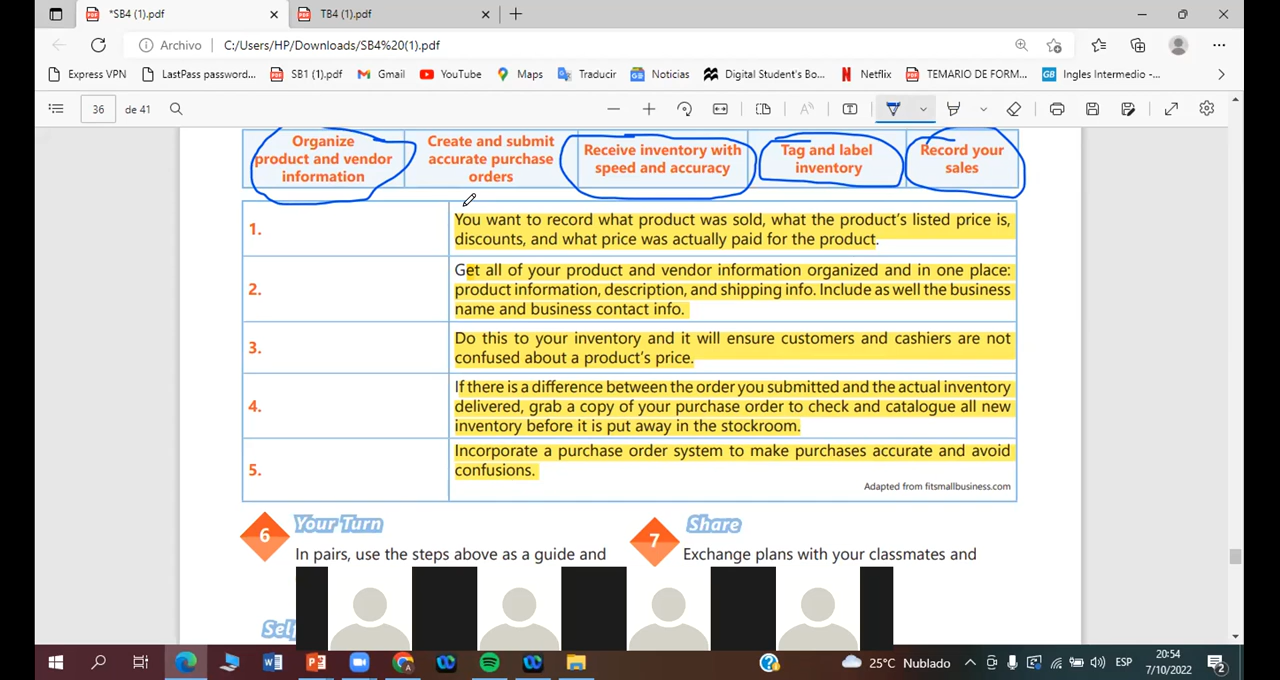 *SB4 (1).pdf
TB4 (1).pdf
Archivo
C:/Users/HP/Downloads/SB4%20(1).pdf
Express VPN
LastPass password...
SB1 (1).pdf
Gmail
YouTube
Maps
Traducir
Noticias
Digital Student's Bo...
Netflix
TEMARIO DE FORM...
Ingles Intermedio -...
36
de 41
Organize
product and vendor
information
Create and submit
accurate purchase
orders
Receive inventory with
speed and accuracy
Tag and label
inventory
Record your
sales
1.
You want to record what product was sold, what the product's listed price is,
discounts, and what price was actually paid for the product.
2.
Get all of your product and vendor information organized and in one place:
product information, description, and shipping info. Include as well the business
name and business contact info.
3.
Do this to your inventory and it will ensure customers and cashiers are not
confused about a product's price.
4.
If there is a difference between the order you submitted and the actual inventory
delivered, grab a copy of your purchase order to check and catalogue all new
inventory before it is put away in the stockroom.
5.
Incorporate a purchase order system to make purchases accurate and avoid
confusions.
Adapted from fitsmallbusiness.com
6
Your Turn
In pairs, use the steps above as a guide and
7
Share
Exchange plans with your classmates and
Sel
25°C Nublado
ESP
20:54
7/10/2022
2